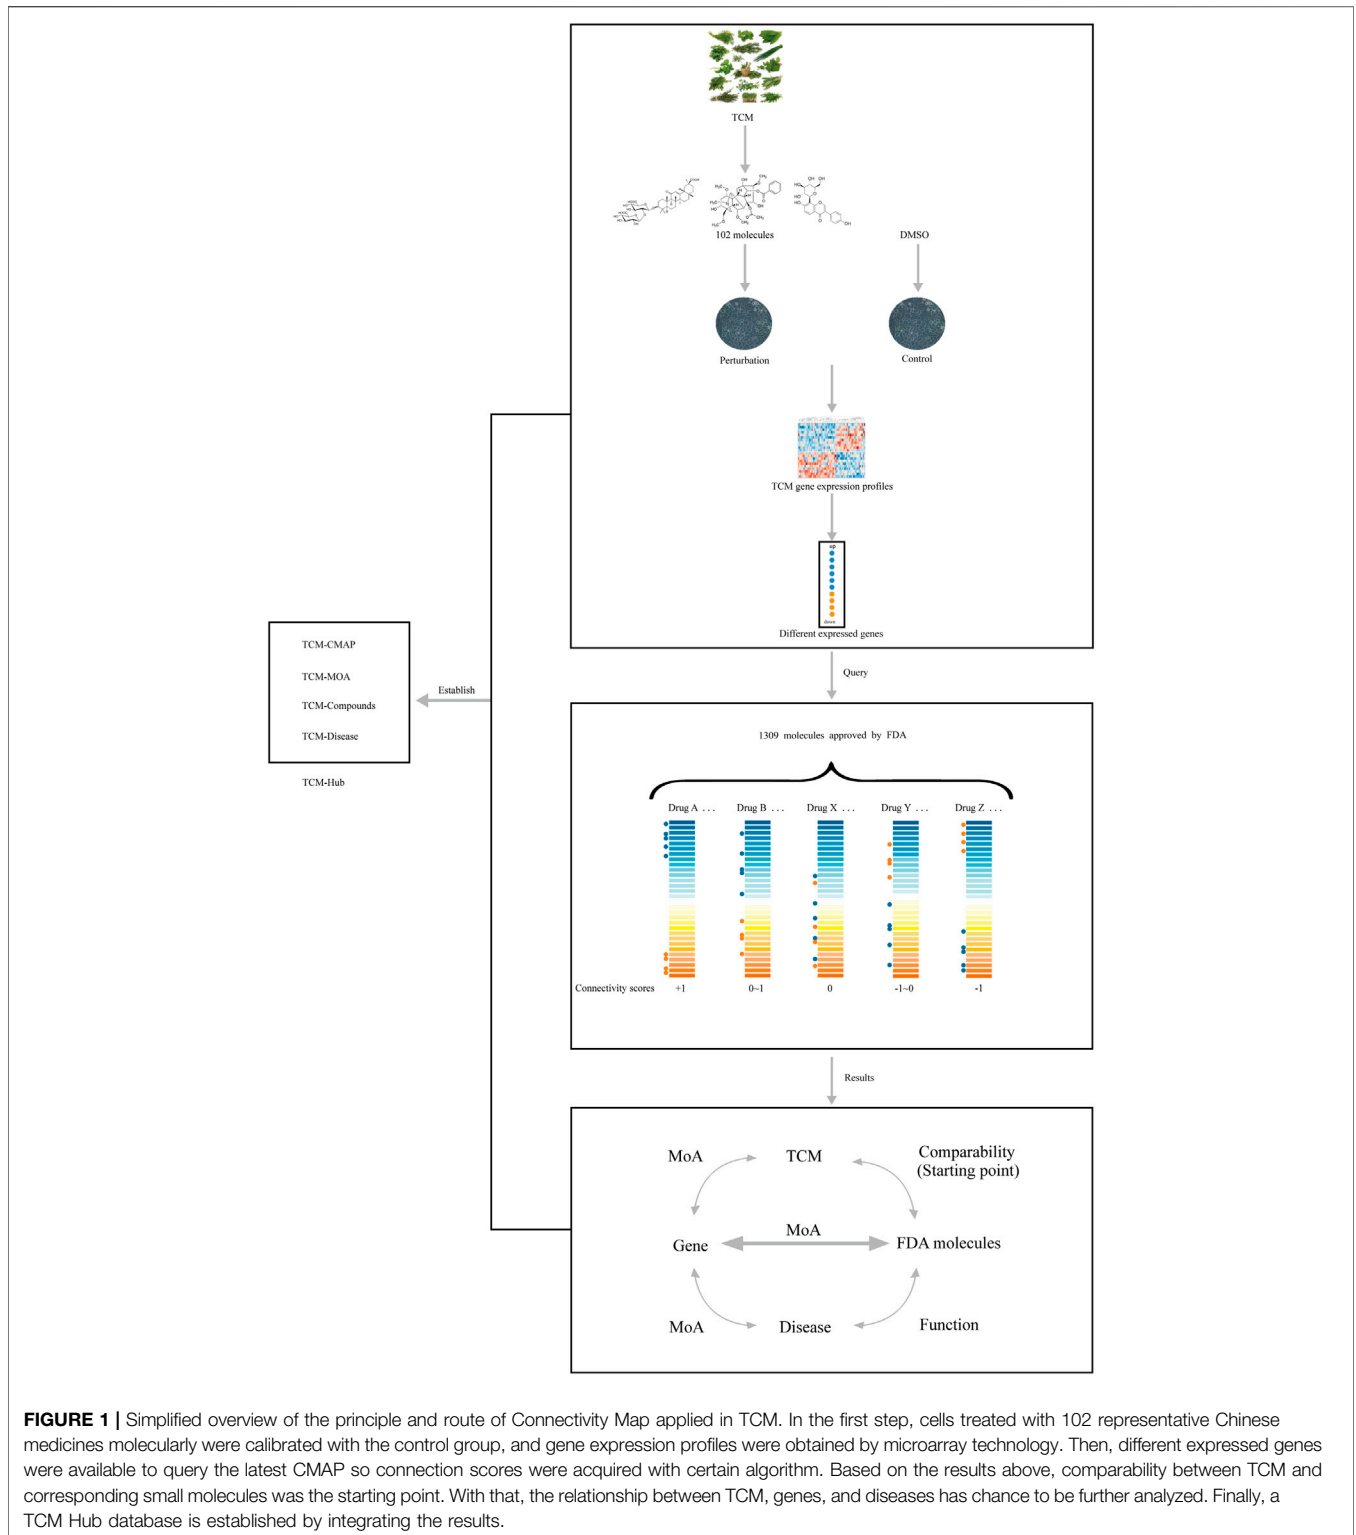 TCM
102 molecules
DMSO
Perturbation
Control
TCM gene expression profiles
up
down
Different expressed genes
Query
TCM-CMAP
TCM-MOA
TCM-Compounds
TCM-Disease
TCM-Hub
Establish
1309 molecules approved by FDA
Drug A . . . Drug B . . . Drug X . . . Drug Y . . . Drug Z . . .
Connectivity scores +1 0~1 0 -1~0 -1
Results
MoA TCM Comparability
(Starting point)
MoA
Gene FDA molecules
MoA Disease Function
FIGURE 1 | Simplified overview of the principle and route of Connectivity Map applied in TCM. In the first step, cells treated with 102 representative Chinese
medicines molecularly were calibrated with the control group, and gene expression profiles were obtained by microarray technology. Then, different expressed genes
were available to query the latest CMAP so connection scores were acquired with certain algorithm. Based on the results above, comparability between TCM and
corresponding small molecules was the starting point. With that, the relationship between TCM, genes, and diseases has chance to be further analyzed. Finally, a
TCM Hub database is established by integrating the results.